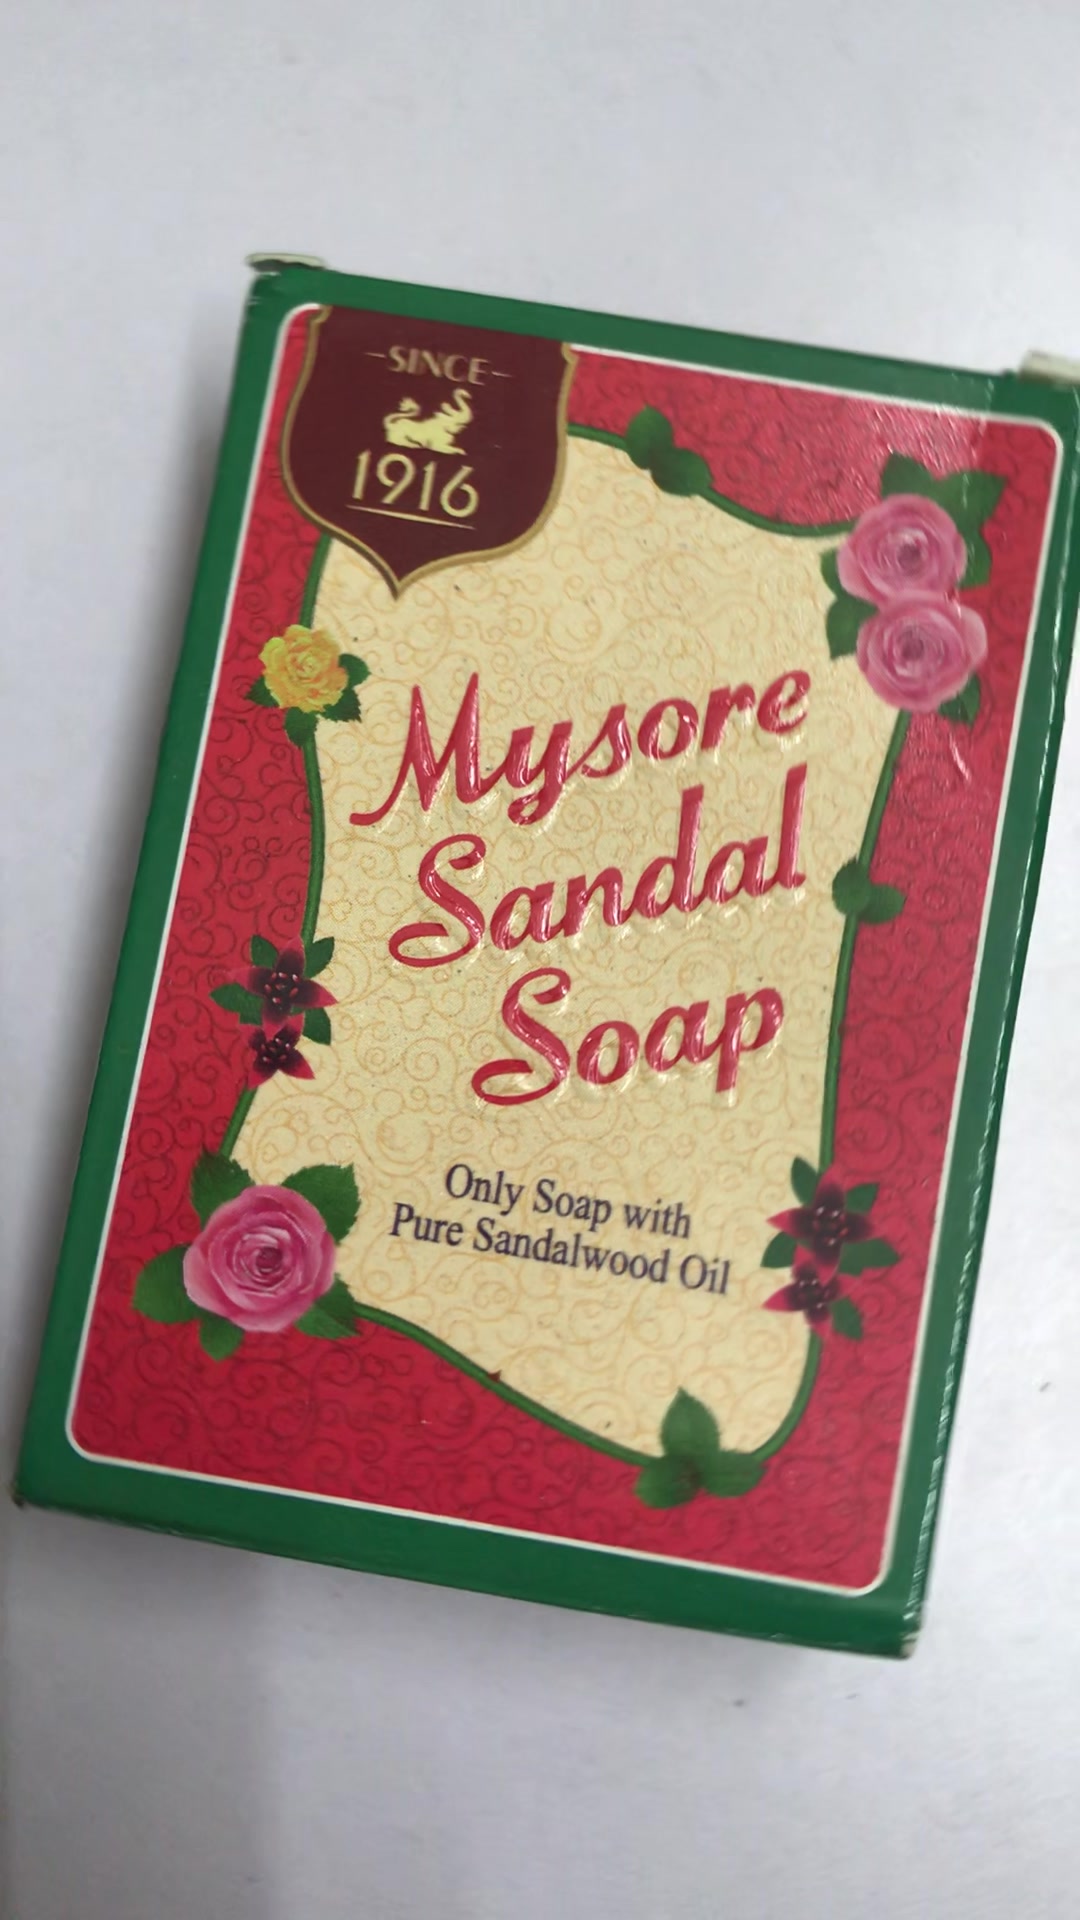 -SINCE-
1916
Mysore
Sandal
Soap
Only Soap with
Pure Sandalwood Oil